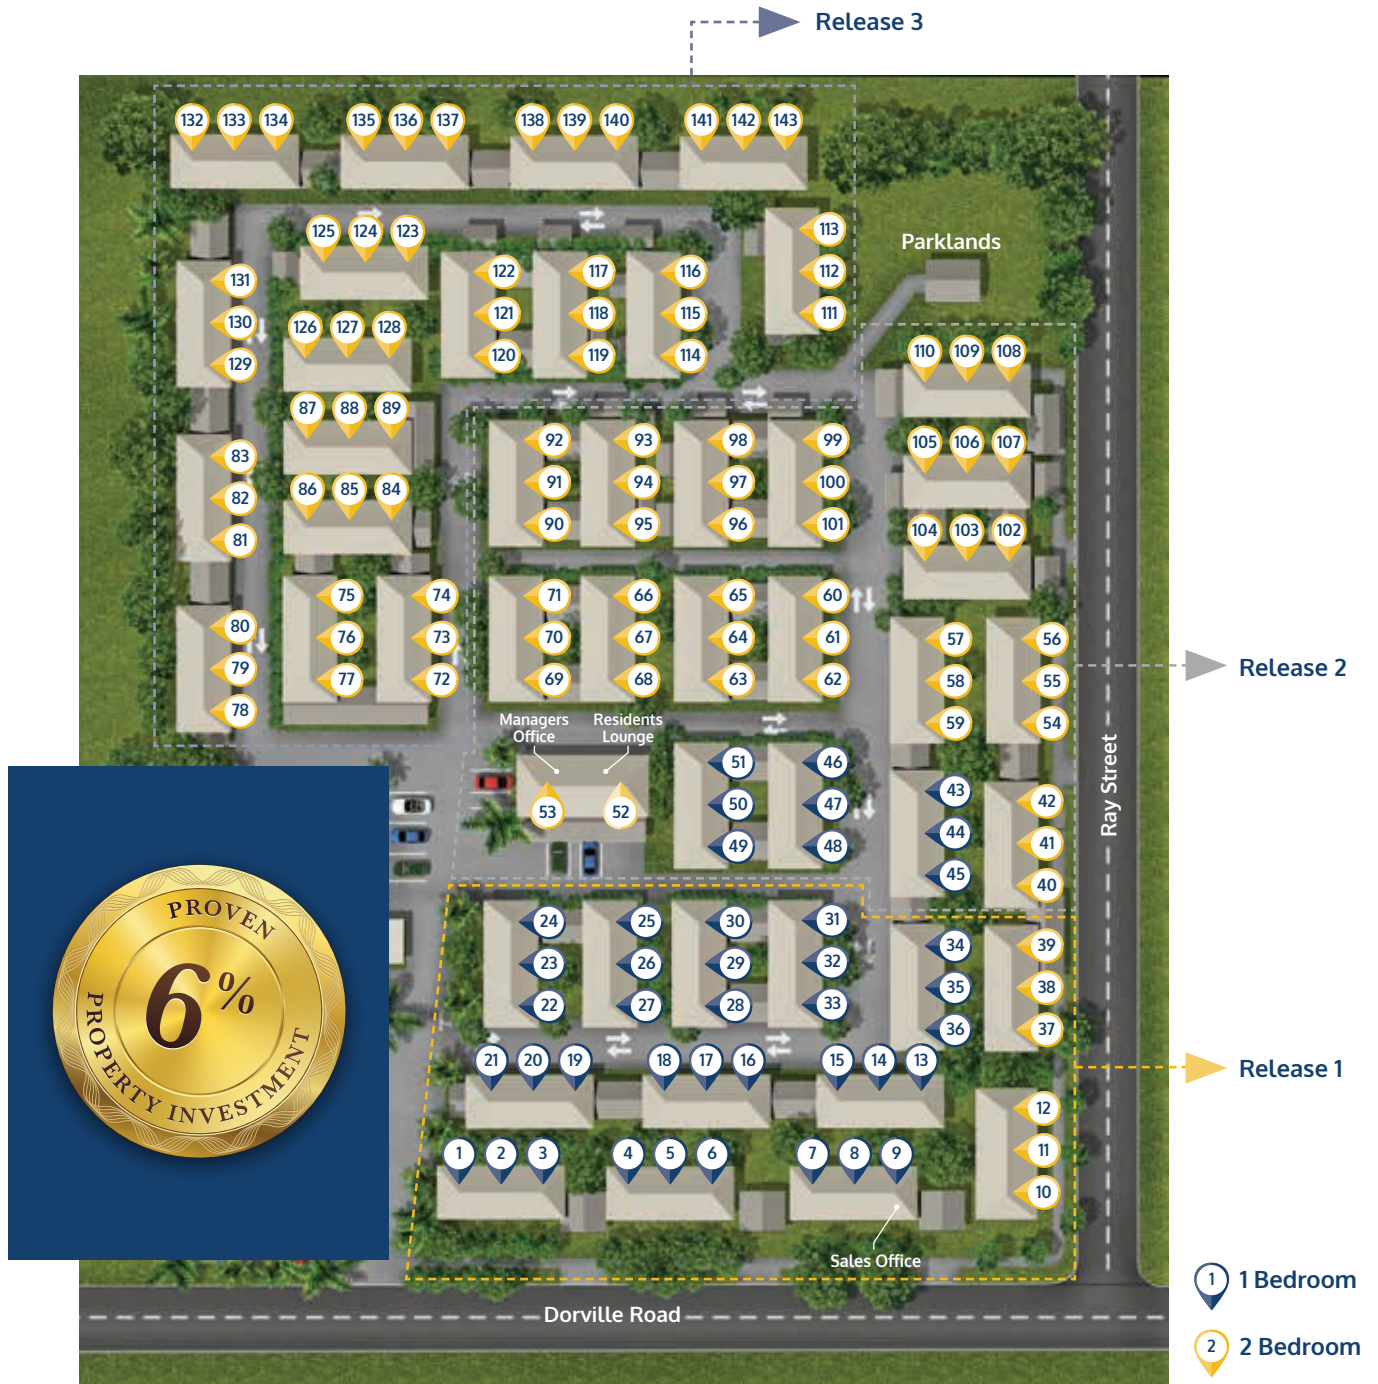 Release 3
132 133 134 135 136 137 138 139 140 141 142 143
125 124 123
113
Parklands
131 122 117 116 112
130 126 127 128 121 118 115 111
129 120 119 114
110 109 108
87 88 89
83 92 93 98 99 105 106 107
82 86 85 84 91 94 97 100
81 90 95 96 101 104 103 102
75 74 71 66 65 60
80 76 73 70 67 64 61 57 56
79 77 72 69 68 63 62 58 55
78 59 54
Release 2
Managers
Office
Residents
Lounge
53 52
51 46
50 47
49 48
43 42
44 41
45 40
Ray Street
PROVEN
6%
PROPERTY INVESTMENT
24 25 30 31 34 39
23 26 29 32 35 38
22 27 28 33 36 37
21 20 19 18 17 16 15 14 13
Release 1
12
11
10
1 2 3 4 5 6 7 8 9
Sales Office
Dorville Road
1 1 Bedroom
2 2 Bedroom